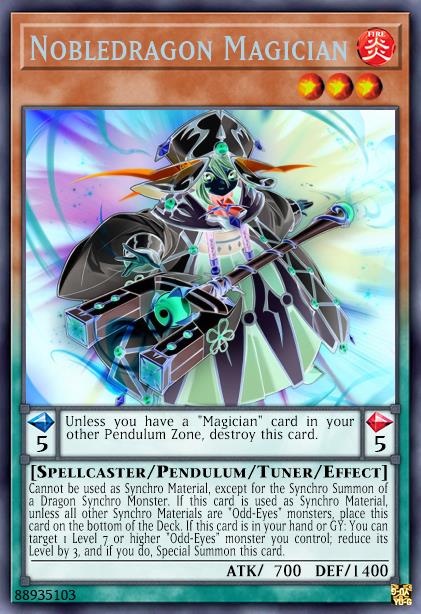 NOBLEDRAGON MAGICIAN
FIRE
炎
Unless you have a "Magician" card in your
other Pendulum Zone, destroy this card.
5
5
[SPELLCASTER/PENDULUM/TUNER/EFFECT]
Cannot be used as Synchro Material, except for the Synchro Summon of
a Dragon Synchro Monster. If this card is used as Synchro Material,
unless all other Synchro Materials are "Odd-Eyes" monsters, place this
card on the bottom of the Deck. If this card is in your hand or GY: You can
target 1 Level 7 or higher "Odd-Eyes" monster you control; reduce its
Level by 3, and if you do, Special Summon this card.
ATK/ 700 DEF/1400
88935103